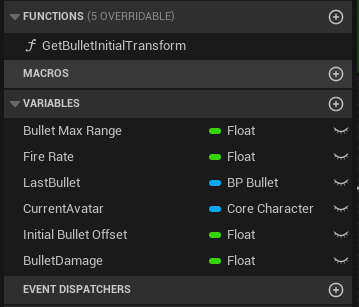 FUNCTIONS (5 OVERRIDABLE)
f GetBulletInitialTransform
MACROS
VARIABLES
Bullet Max Range Float
Fire Rate Float
LastBullet BP Bullet
CurrentAvatar Core Character
Initial Bullet Offset Float
BulletDamage Float
EVENT DISPATCHERS